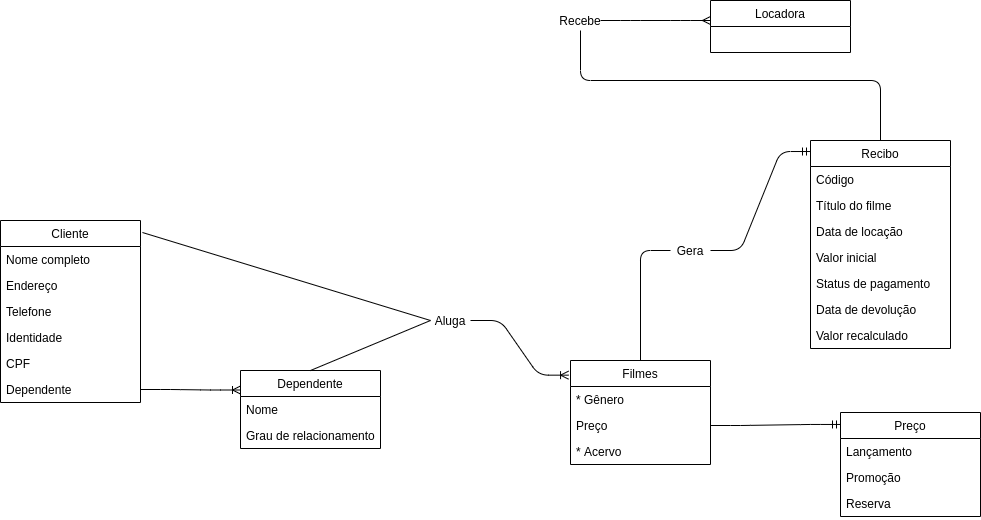 Recebe
Locadora
Recibo
Código
Título do filme
Data de locação
Valor inicial
Status de pagamento
Data de devolução
Valor recalculado
Gera
Cliente
Nome completo
Endereço
Telefone
Identidade
CPF
Dependente
Aluga
Dependente
Nome
Grau de relacionamento
Filmes
* Gênero
Preço
* Acervo
Preço
Lançamento
Promoção
Reserva